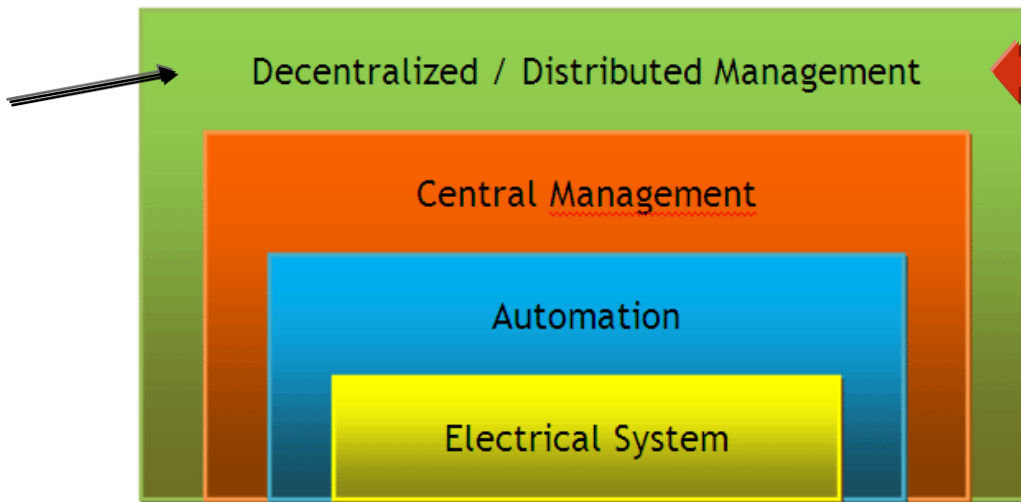 Decentralized / Distributed Management
Central Management
Automation
Electrical System